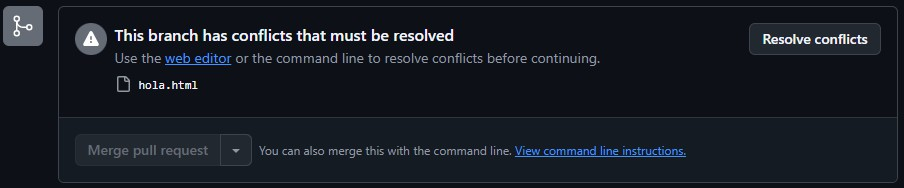 This branch has conflicts that must be resolved
Resolve conflicts
Use the web editor or the command line to resolve conflicts before continuing.
hola.html
Merge pull request
You can also merge this with the command line. View command line instructions.